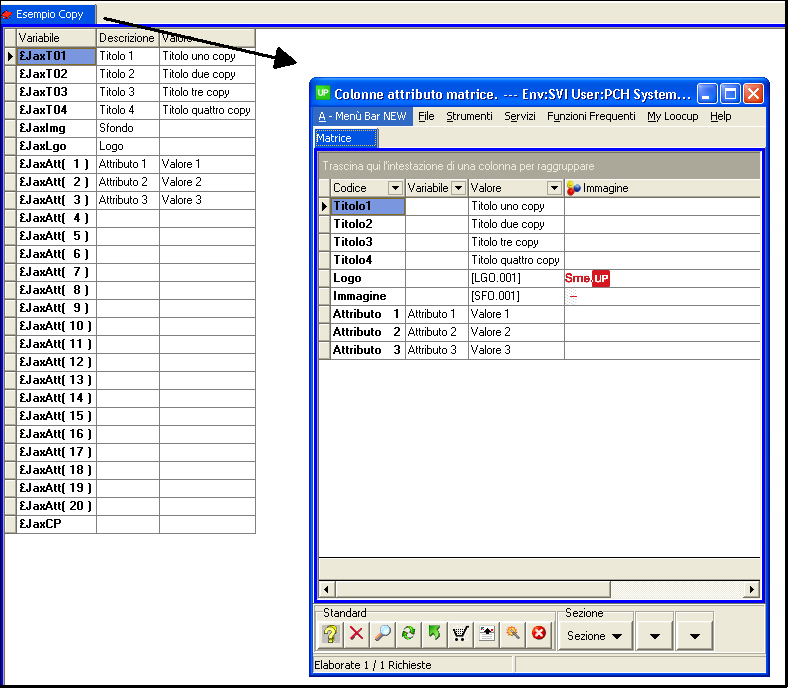 Esempio Copy
Variabile Descrizione Valore
£JaxT01 Titolo 1 Titolo uno copy
£JaxT02 Titolo 2 Titolo due copy
£JaxT03 Titolo 3 Titolo tre copy
£JaxT04 Titolo 4 Titolo quattro copy
£JaxImg Sfondo
£JaxLgo Logo
£JaxAtt( 1 ) Attributo 1 Valore 1
£JaxAtt( 2 ) Attributo 2 Valore 2
£JaxAtt( 3 ) Attributo 3 Valore 3
£JaxAtt( 4 )
£JaxAtt( 5 )
£JaxAtt( 6 )
£JaxAtt( 7 )
£JaxAtt( 8 )
£JaxAtt( 9 )
£JaxAtt( 10 )
£JaxAtt( 11 )
£JaxAtt( 12 )
£JaxAtt( 13 )
£JaxAtt( 14 )
£JaxAtt( 15 )
£JaxAtt( 16 )
£JaxAtt( 17 )
£JaxAtt( 18 )
£JaxAtt( 19 )
£JaxAtt( 20 )
£JaxCP
UP Colonne attributo matrice. --- Env:SVI User:PCH System...
A - Menù Bar NEW File Strumenti Servizi Funzioni Frequenti My Loocup Help
Matrice
Trascina qui l'intestazione di una colonna per raggruppare
Codice Variabile Valore Immagine
Titolo1 Titolo uno copy
Titolo2 Titolo due copy
Titolo3 Titolo tre copy
Titolo4 Titolo quattro copy
Logo [LGO.001] Sme.UP
Immagine [SFO.001]
Attributo 1 Attributo 1 Valore 1
Attributo 2 Attributo 2 Valore 2
Attributo 3 Attributo 3 Valore 3
Standard Sezione
Sezione
Elaborate 1 / 1 Richieste